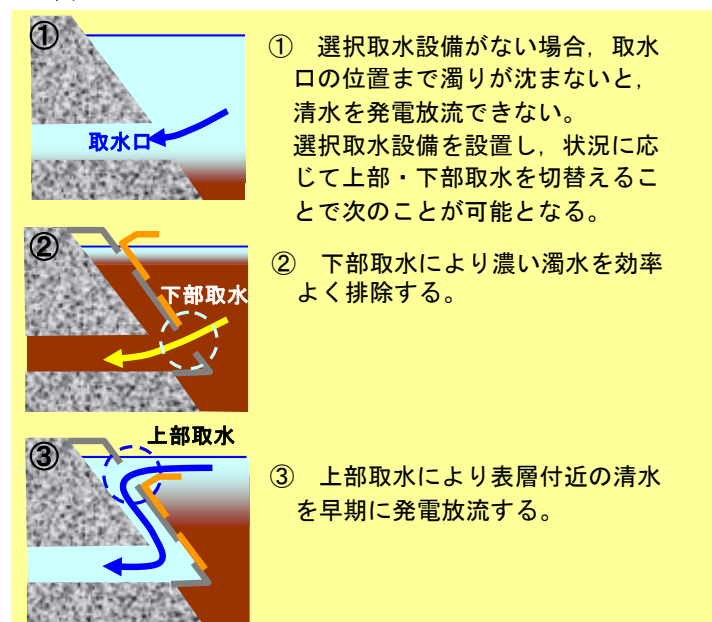 ①
取水口
① 選択取水設備がない場合，取水
口の位置まで濁りが沈まないと，
清水を発電放流できない。
選択取水設備を設置し，状況に応
じて上部・下部取水を切替えるこ
とで次のことが可能となる。
②
下部取水
② 下部取水により濃い濁水を効率
よく排除する。
上部取水
③
③ 上部取水により表層付近の清水
を早期に発電放流する。